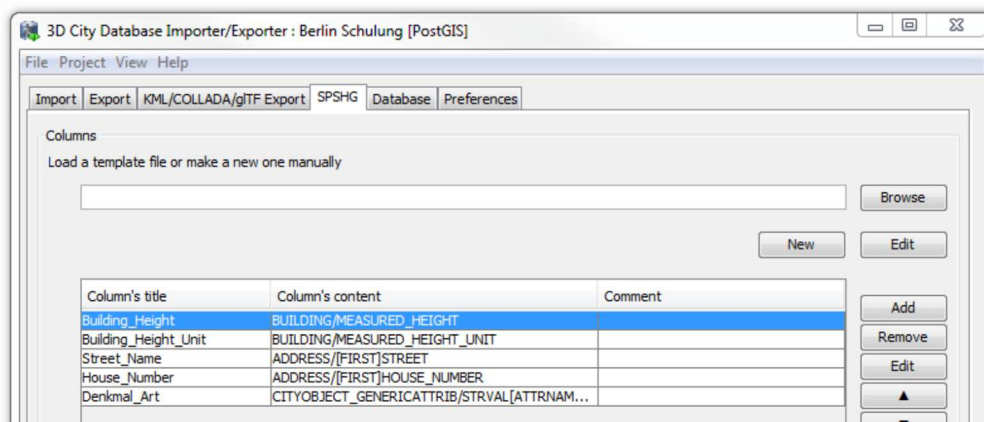 3D City Database Importer/Exporter : Berlin Schulung [PostGIS]
File Project View Help
Import Export KML/COLLADA/glTF Export SPSHG Database Preferences
Columns
Load a template file or make a new one manually
Browse
New Edit
Column's title Column's content Comment
Add
Building_Height BUILDING/MEASURED_HEIGHT
Building_Height_Unit BUILDING/MEASURED_HEIGHT_UNIT
Remove
Street_Name ADDRESS/[FIRST]STREET
Edit
House_Number ADDRESS/[FIRST]HOUSE_NUMBER
Denkmal_Art CITYOBJECT_GENERICATTRIB/STRVAL[ATTRNAM...